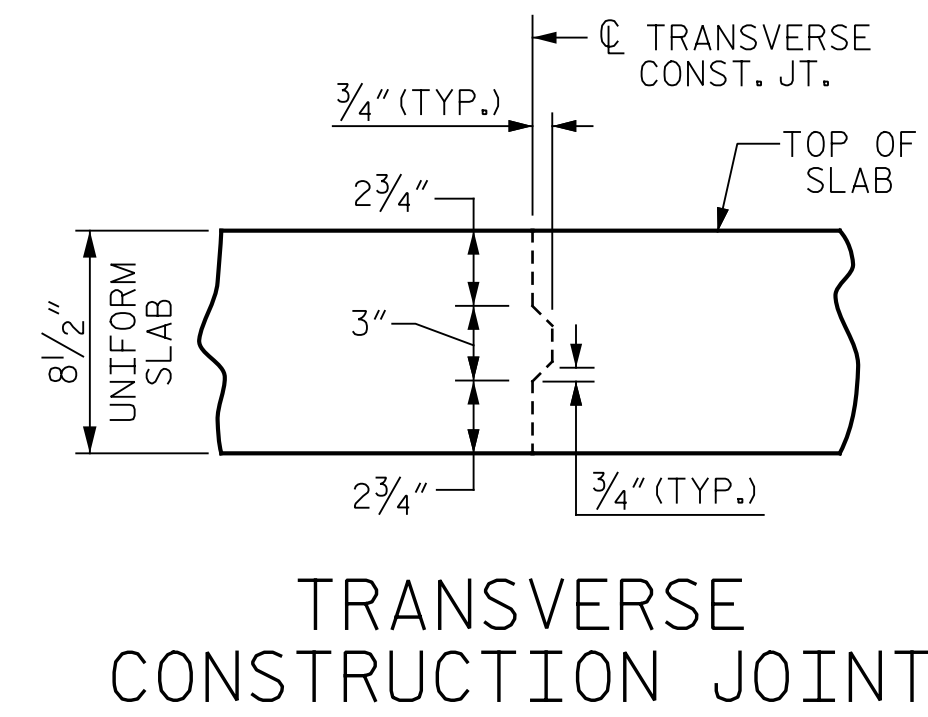 ℄ TRANSVERSE
CONST. JT.
3/4" (TYP.)
TOP OF
SLAB
2 3/4"
8 1/2"
UNIFORM
SLAB
3"
2 3/4"
3/4" (TYP.)
TRANSVERSE
CONSTRUCTION JOINT